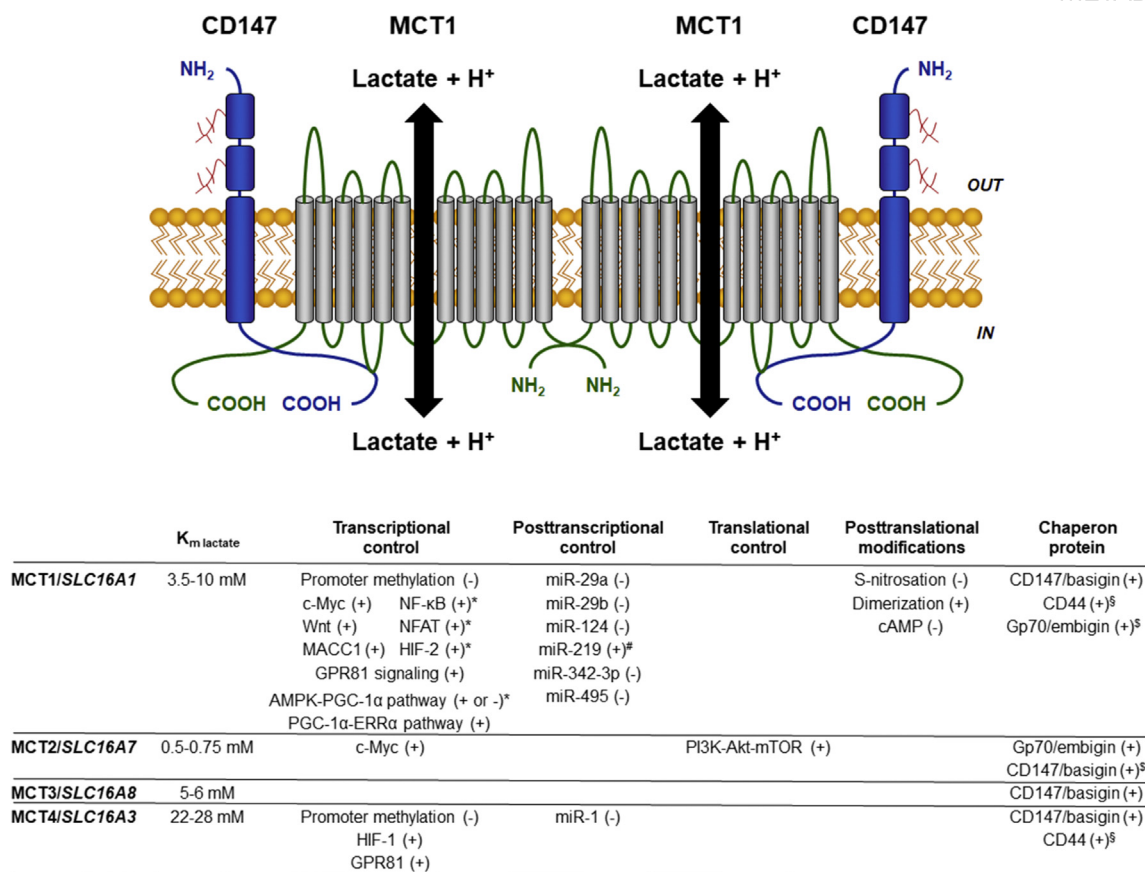 CD147 MCT1 MCT1 CD147
NH2 Lactate + H+ Lactate + H+ NH2
OUT
IN
NH2 NH2
COOH COOH COOH COOH
Lactate + H+ Lactate + H+
Km lactate Transcriptional control Posttranscriptional control Translational control Posttranslational modifications Chaperon protein
MCT1/SLC16A1 3.5-10 mM Promoter methylation (-) miR-29a (-) S-nitrosation (-) CD147/basigin (+)
c-Myc (+) NF-κB (+)* miR-29b (-) Dimerization (+) CD44 (+)§
Wnt (+) NFAT (+)* miR-124 (-) cAMP (-) Gp70/embigin (+)$
MACC1 (+) HIF-2 (+)* miR-219 (+)#
GPR81 signaling (+) miR-342-3p (-)
AMPK-PGC-1α pathway (+ or -)* miR-495 (-)
PGC-1α-ERRα pathway (+)
MCT2/SLC16A7 0.5-0.75 mM c-Myc (+) PI3K-Akt-mTOR (+) Gp70/embigin (+)
CD147/basigin (+)$
MCT3/SLC16A8 5-6 mM CD147/basigin (+)
MCT4/SLC16A3 22-28 mM Promoter methylation (-) miR-1 (-) CD147/basigin (+)
HIF-1 (+) CD44 (+)§
GPR81 (+)